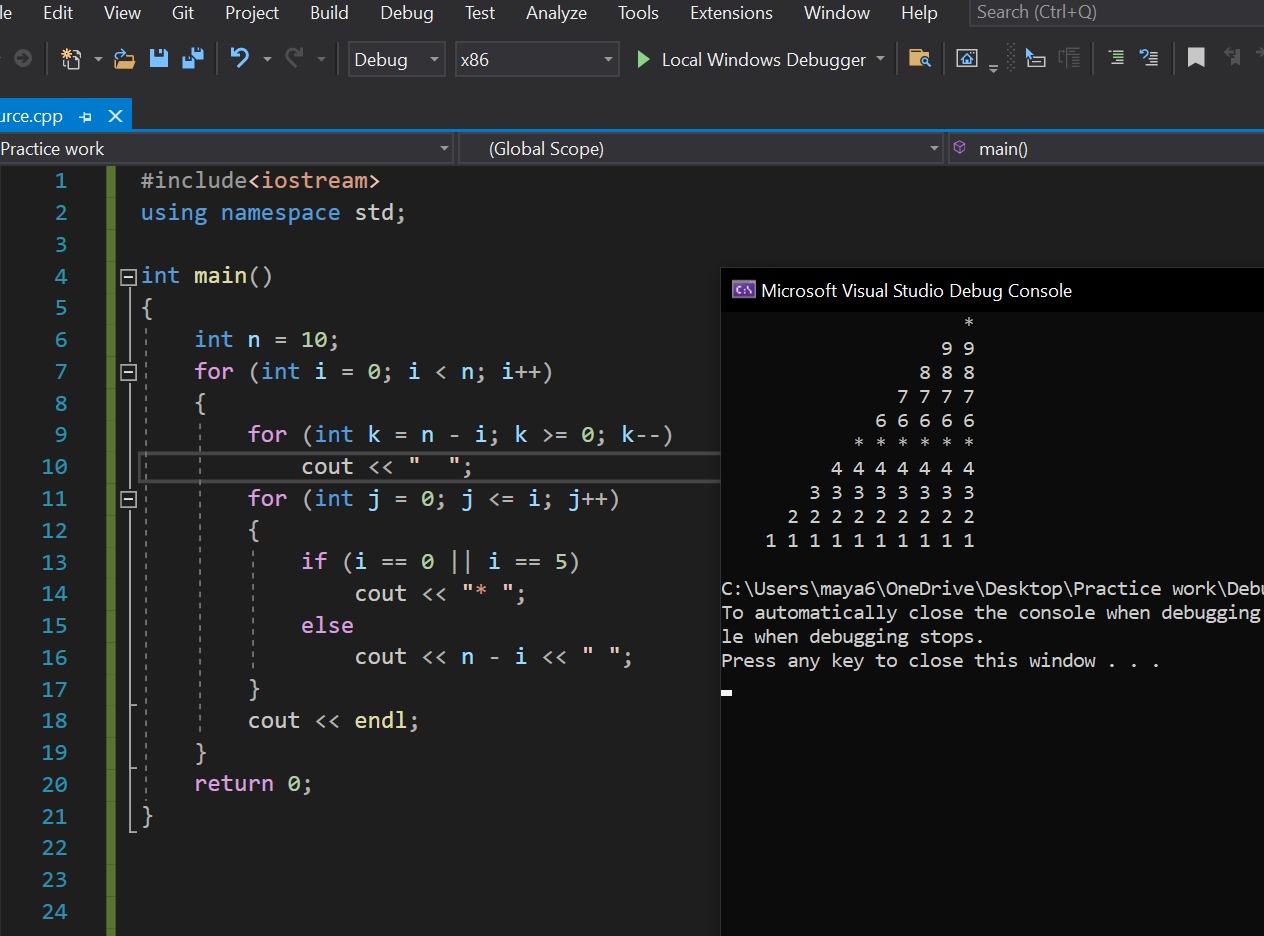 le Edit View Git Project Build Debug Test Analyze Tools Extensions Window Help Search (Ctrl+Q)
Debug x86 Local Windows Debugger
urce.cpp
Practice work (Global Scope) main()
1 #include<iostream>
2 using namespace std;
3
4 int main()
5 {
6 int n = 10;
7 for (int i = 0; i < n; i++)
8 {
9 for (int k = n - i; k >= 0; k--)
10 cout << "  ";
11 for (int j = 0; j <= i; j++)
12 {
13 if (i == 0 || i == 5)
14 cout << "* ";
15 else
16 cout << n - i << " ";
17 }
18 cout << endl;
19 }
20 return 0;
21 }
22
23
24
C:\ Microsoft Visual Studio Debug Console
*
9 9
8 8 8
7 7 7 7
6 6 6 6 6
* * * * * *
4 4 4 4 4 4 4
3 3 3 3 3 3 3 3
2 2 2 2 2 2 2 2 2
1 1 1 1 1 1 1 1 1 1
C:\Users\maya6\OneDrive\Desktop\Practice work\Debu
To automatically close the console when debugging
le when debugging stops.
Press any key to close this window . . .